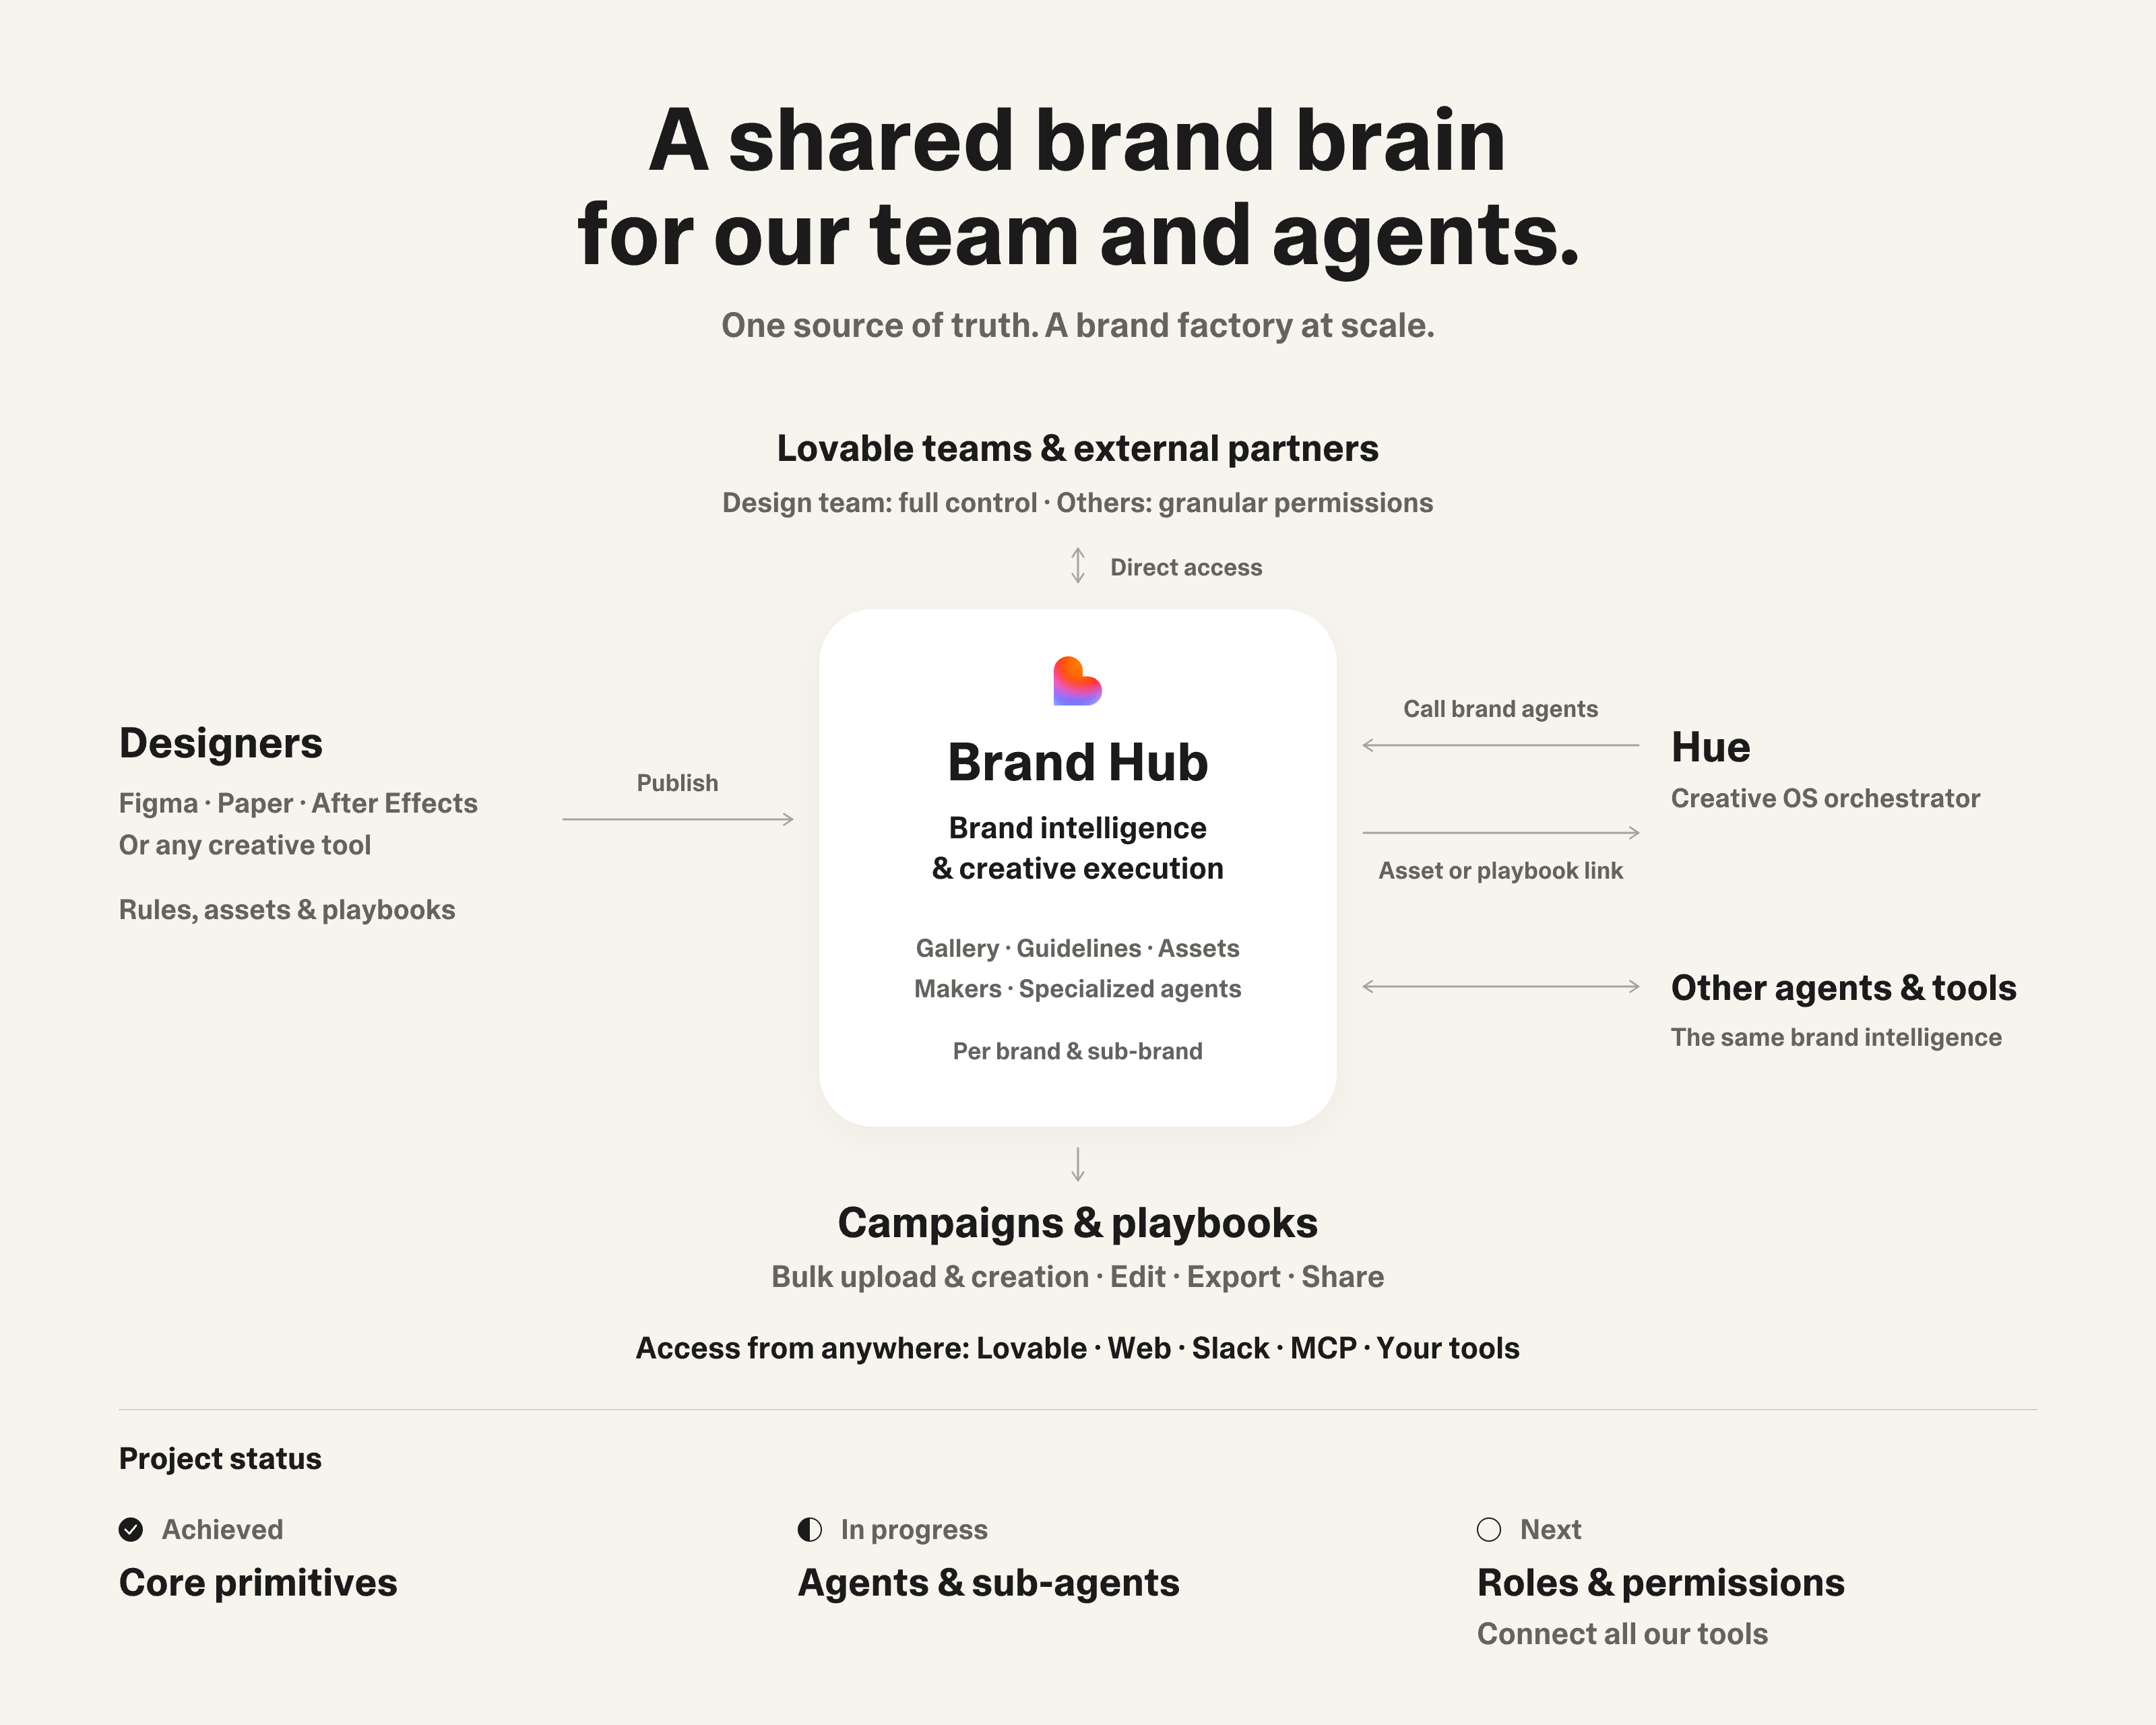 A shared brand brain
for our team and agents.
One source of truth. A brand factory at scale.
Lovable teams & external partners
Design team: full control · Others: granular permissions
Direct access
Designers
Figma · Paper · After Effects
Or any creative tool
Rules, assets & playbooks
Publish
Brand Hub
Brand intelligence
& creative execution
Gallery · Guidelines · Assets
Makers · Specialized agents
Per brand & sub-brand
Call brand agents
Asset or playbook link
Hue
Creative OS orchestrator
Other agents & tools
The same brand intelligence
Campaigns & playbooks
Bulk upload & creation · Edit · Export · Share
Access from anywhere: Lovable · Web · Slack · MCP · Your tools
Project status
Achieved
Core primitives
In progress
Agents & sub-agents
Next
Roles & permissions
Connect all our tools